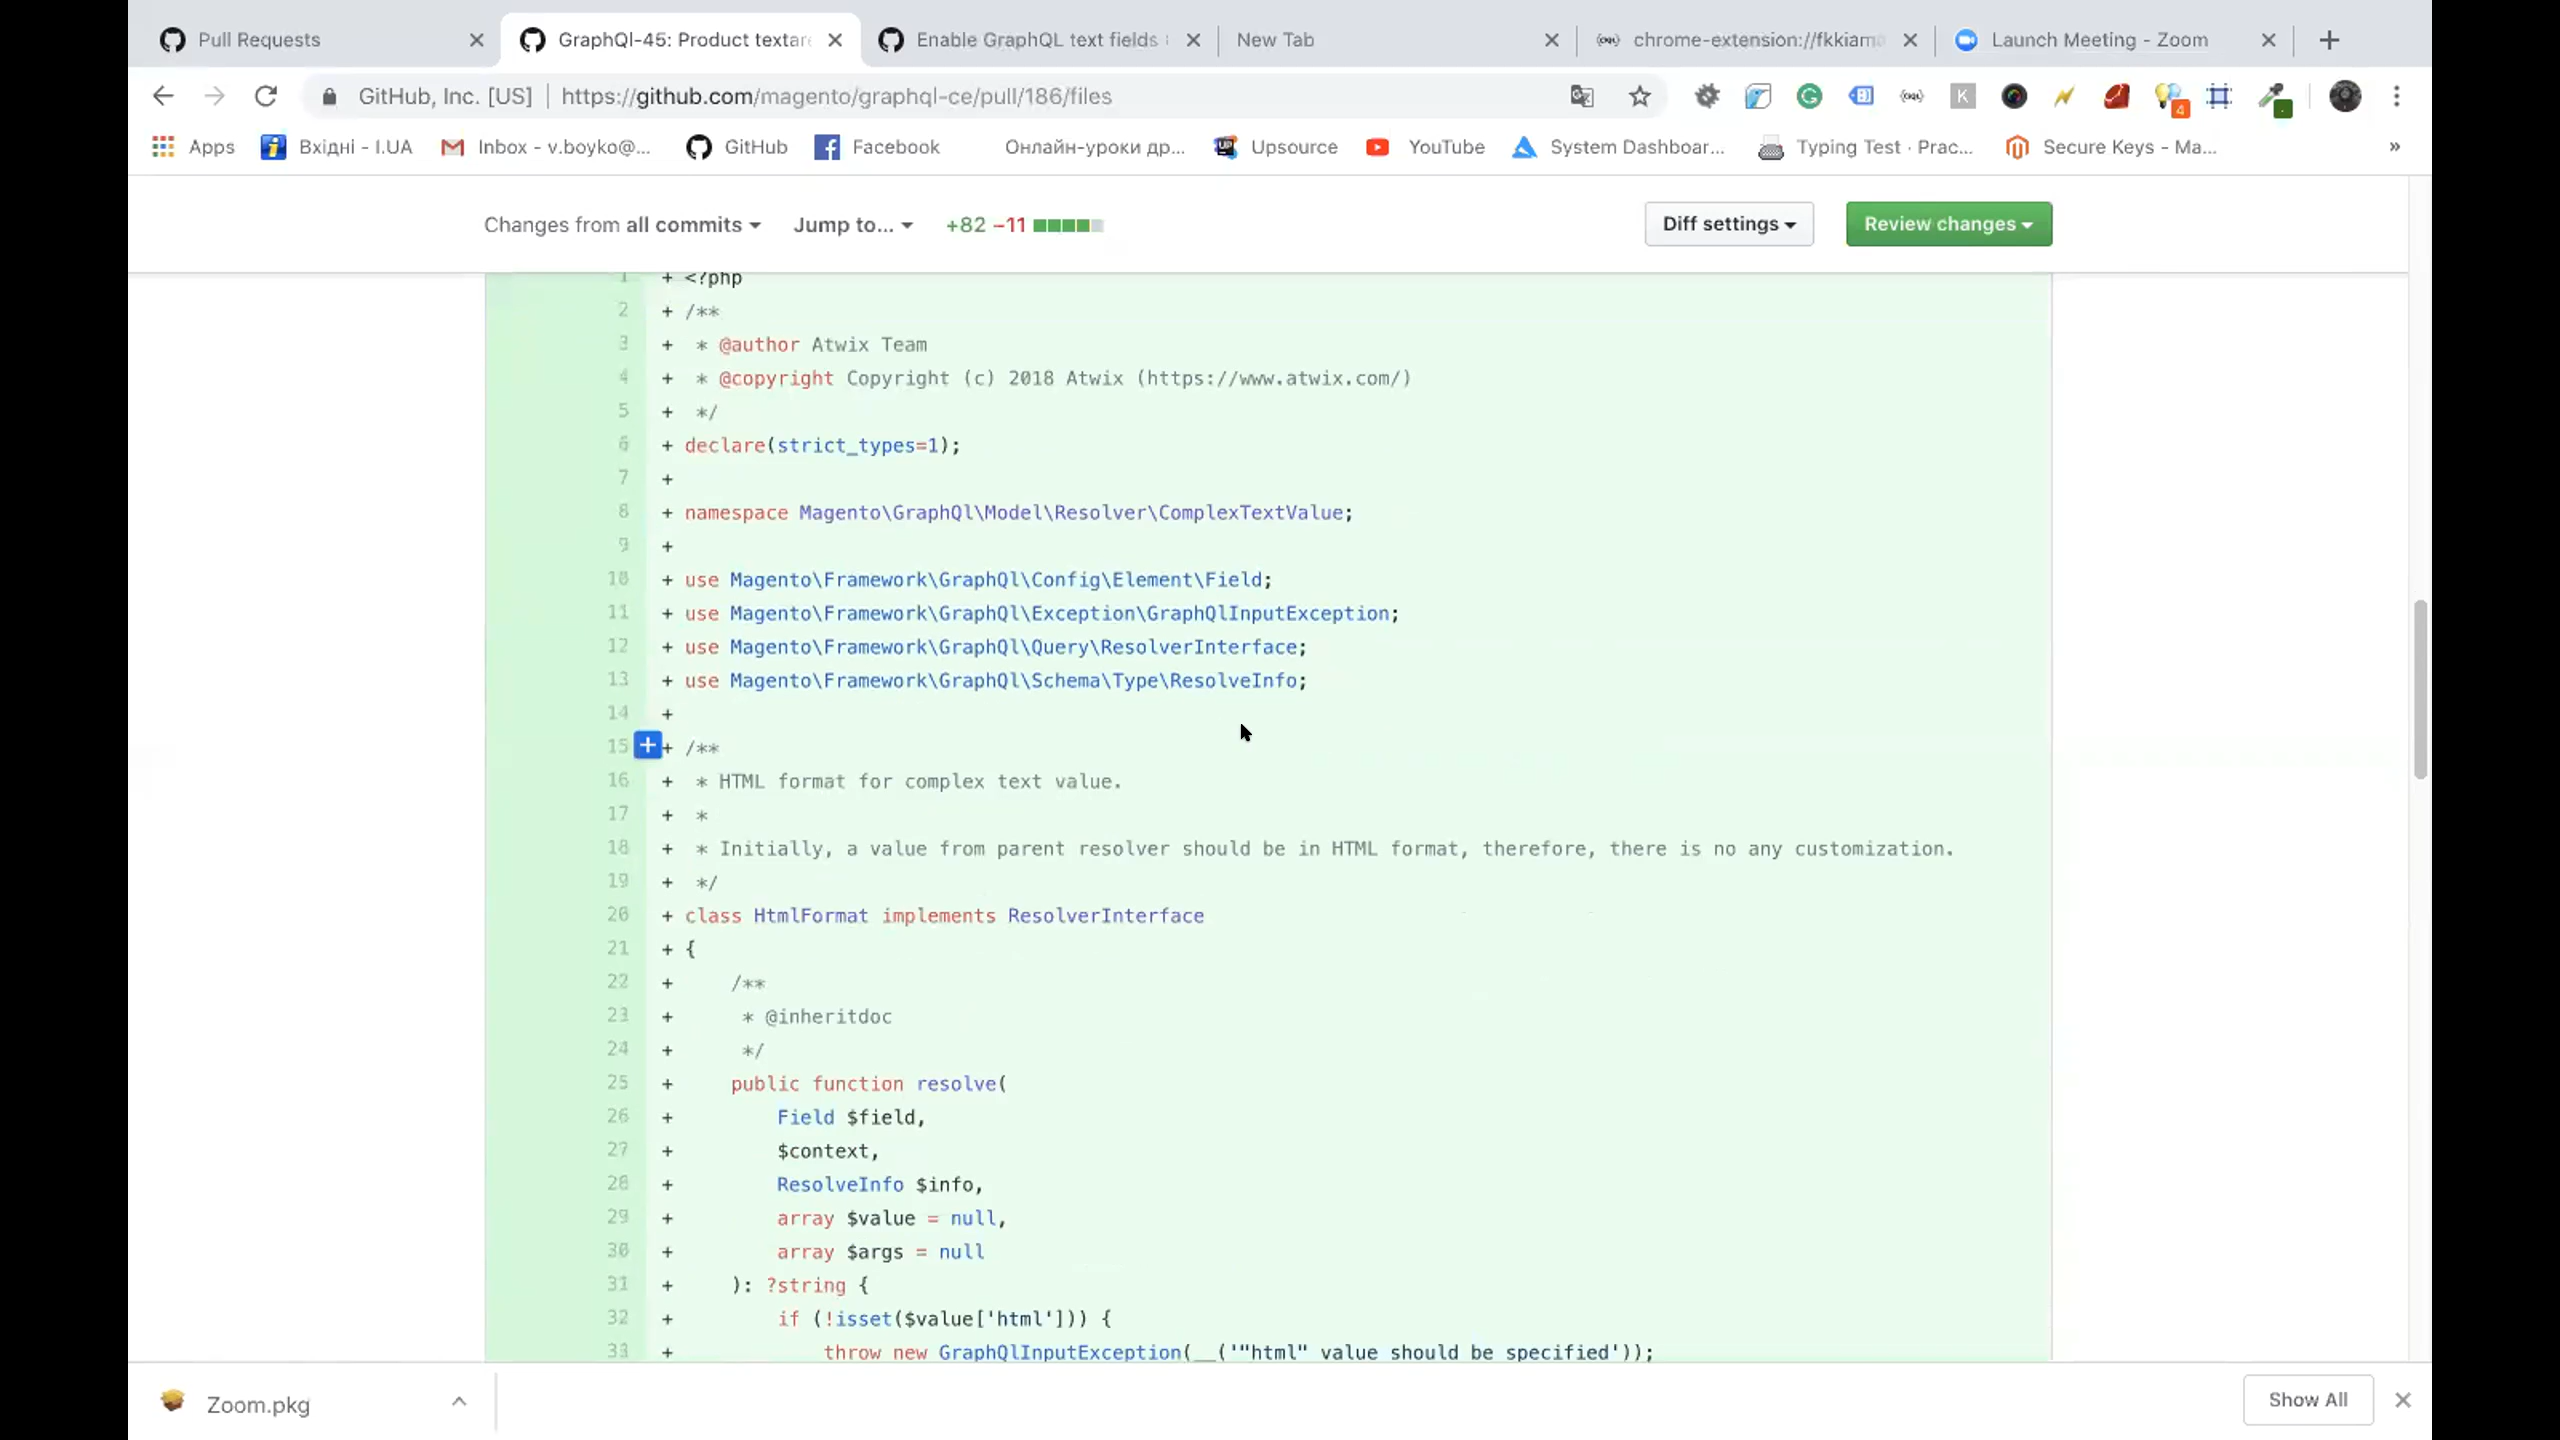 Pull Requests
GraphQl-45: Product textar
Enable GraphQL text fields
New Tab
chrome-extension://fkkiam
Launch Meeting - Zoom
GitHub, Inc. [US] | https://github.com/magento/graphql-ce/pull/186/files
K
4
Apps
Вхідні - I.UA
Inbox - v.boyko@...
GitHub
Facebook
Онлайн-уроки др...
Upsource
YouTube
System Dashboar...
Typing Test · Prac...
Secure Keys - Ma...
»
Changes from all commits
Jump to...
+82 −11
Diff settings
Review changes
1 + <?php
2 + /**
3 + * @author Atwix Team
4 + * @copyright Copyright (c) 2018 Atwix (https://www.atwix.com/)
5 + */
6 + declare(strict_types=1);
7 +
8 + namespace Magento\GraphQl\Model\Resolver\ComplexTextValue;
9 +
10 + use Magento\Framework\GraphQl\Config\Element\Field;
11 + use Magento\Framework\GraphQl\Exception\GraphQlInputException;
12 + use Magento\Framework\GraphQl\Query\ResolverInterface;
13 + use Magento\Framework\GraphQl\Schema\Type\ResolveInfo;
14 +
15 + /**
16 + * HTML format for complex text value.
17 + *
18 + * Initially, a value from parent resolver should be in HTML format, therefore, there is no any customization.
19 + */
20 + class HtmlFormat implements ResolverInterface
21 + {
22 + /**
23 + * @inheritdoc
24 + */
25 + public function resolve(
26 + Field $field,
27 + $context,
28 + ResolveInfo $info,
29 + array $value = null,
30 + array $args = null
31 + ): ?string {
32 + if (!isset($value['html'])) {
33 + throw new GraphQlInputException(__('"html" value should be specified'));
Zoom.pkg
Show All